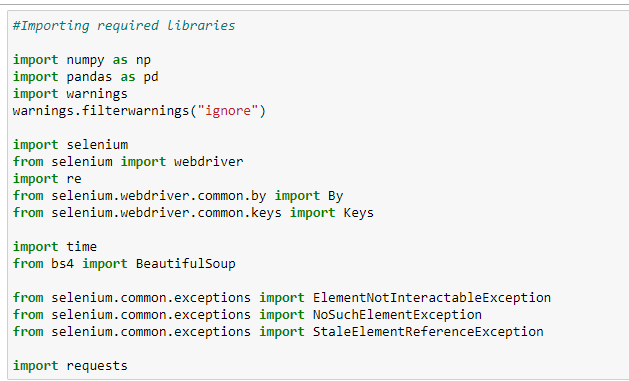 #Importing required libraries
import numpy as np
import pandas as pd
import warnings
warnings.filterwarnings("ignore")
import selenium
from selenium import webdriver
import re
from selenium.webdriver.common.by import By
from selenium.webdriver.common.keys import Keys
import time
from bs4 import BeautifulSoup
from selenium.common.exceptions import ElementNotInteractableException
from selenium.common.exceptions import NoSuchElementException
from selenium.common.exceptions import StaleElementReferenceException
import requests